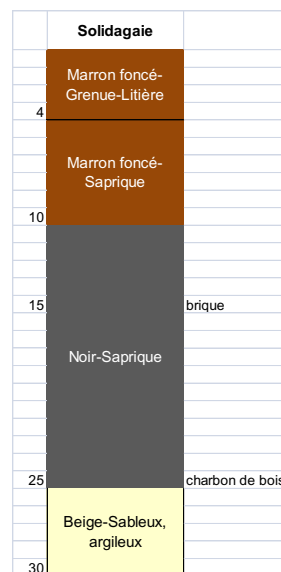 Solidagaie
Marron foncé-
Grenue-Litière
4
Marron foncé-
Saprique
10
15 brique
Noir-Saprique
25 charbon de bois
Beige-Sableux,
argileux
30